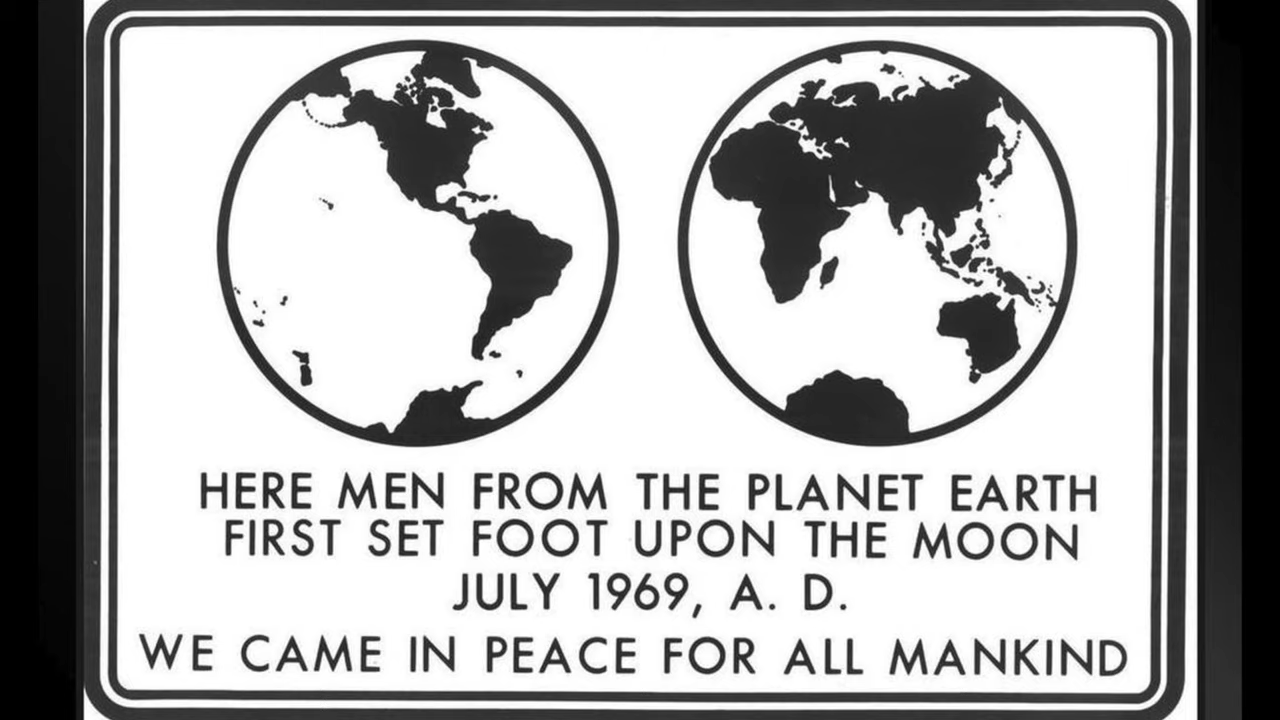 HERE MEN FROM THE PLANET EARTH
FIRST SET FOOT UPON THE MOON
JULY 1969, A. D.
WE CAME IN PEACE FOR ALL MANKIND